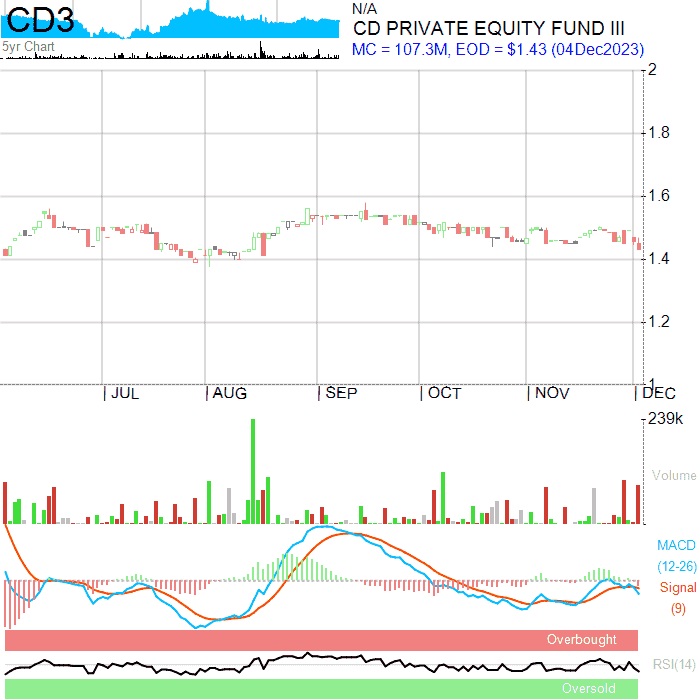 CD3
5yr Chart
N/A
CD PRIVATE EQUITY FUND III
MC = 107.3M, EOD = $1.43 (04Dec2023)
2
1.8
1.6
1.4
1.2
1
JUL AUG SEP OCT NOV DEC
239k
Volume
MACD
(12-26)
Signal
(9)
Overbought
RSI(14)
Oversold